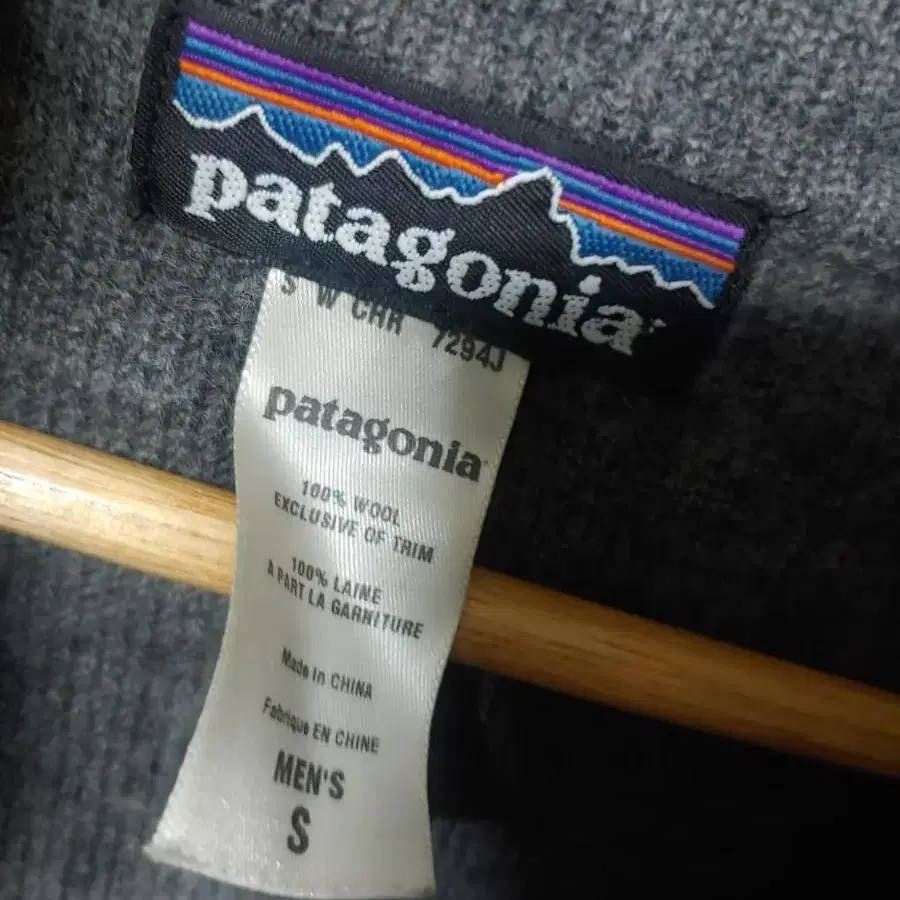 patagonia
S W CHR 7294J
patagonia
100% WOOL
EXCLUSIVE OF TRIM
100% LAINE
A PART LA GARNITURE
Made in CHINA
Fabrique EN CHINE
MEN'S
S